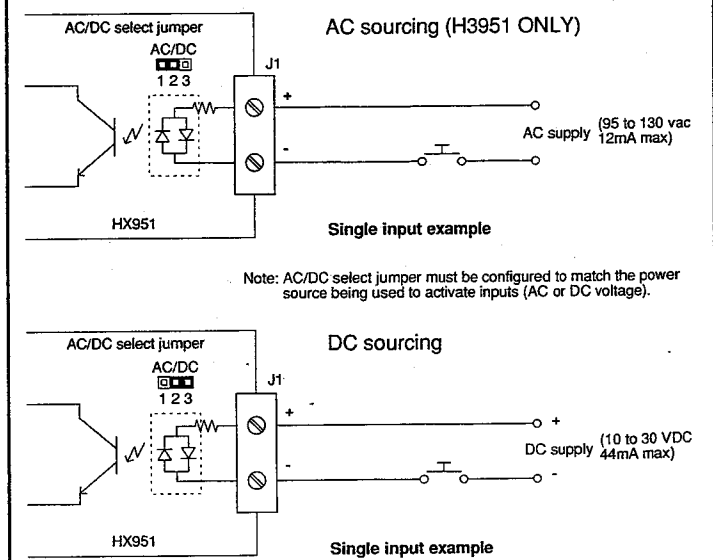 AC/DC select jumper
AC sourcing (H3951 ONLY)
AC/DC
1 2 3
J1
+
-
AC supply (95 to 130 vac
12mA max)
HX951
Single input example
Note: AC/DC select jumper must be configured to match the power
source being used to activate inputs (AC or DC voltage).
AC/DC select jumper
DC sourcing
AC/DC
1 2 3
J1
+
+
DC supply (10 to 30 VDC
44mA max)
-
-
HX951
Single input example